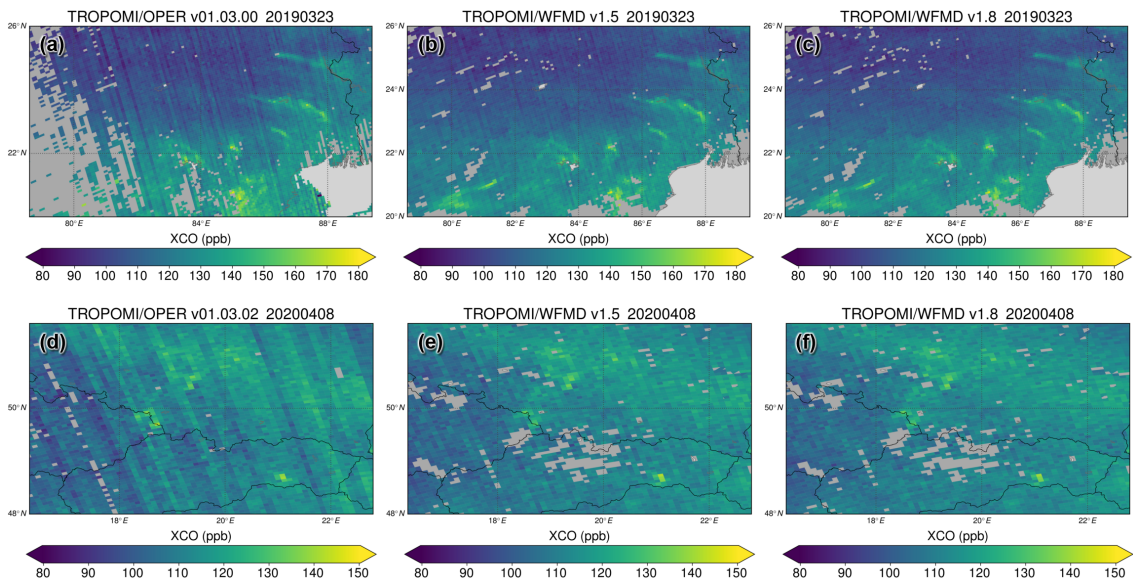 TROPOMI/OPER v01.03.00 20190323
TROPOMI/WFMD v1.5 20190323
TROPOMI/WFMD v1.8 20190323
26°N
(a)
24°N
22°N
20°N
80°E
84°E
88°E
26°N
(b)
24°N
22°N
20°N
80°E
82°E
84°E
86°E
88°E
26°N
(c)
24°N
22°N
20°N
80°E
82°E
84°E
86°E
88°E
XCO (ppb)
80 90 100 110 120 130 140 150 160 170 180
XCO (ppb)
80 90 100 110 120 130 140 150 160 170 180
XCO (ppb)
80 90 100 110 120 130 140 150 160 170 180
TROPOMI/OPER v01.03.02 20200408
TROPOMI/WFMD v1.5 20200408
TROPOMI/WFMD v1.8 20200408
(d)
50°N
48°N
18°E
20°E
22°E
(e)
50°N
48°N
18°E
20°E
22°E
(f)
50°N
48°N
18°E
20°E
22°E
XCO (ppb)
80 90 100 110 120 130 140 150
XCO (ppb)
80 90 100 110 120 130 140 150
XCO (ppb)
80 90 100 110 120 130 140 150